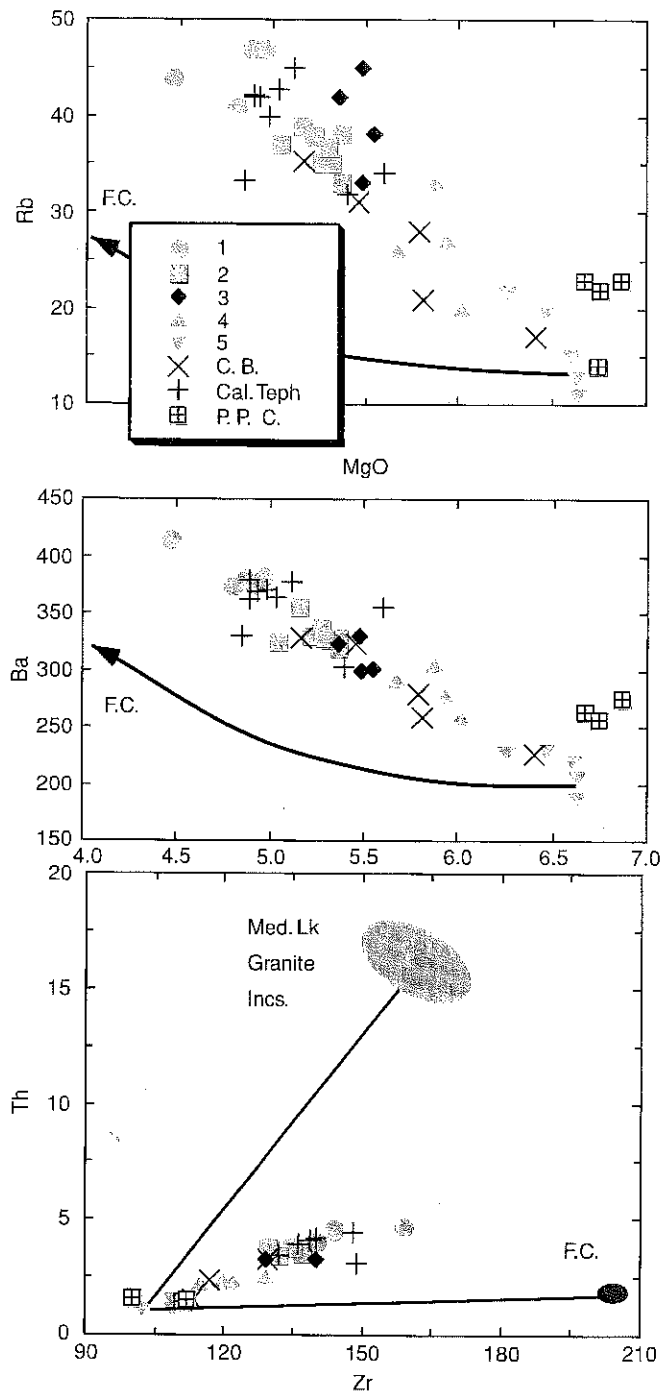 50
40
30
20
10
Rb
F.C.
1
2
3
4
5
C. B.
Cal. Teph
P. P. C.
MgO
450
400
350
300
250
200
150
Ba
F.C.
4.0 4.5 5.0 5.5 6.0 6.5 7.0
20
15
10
5
0
Th
Med. Lk
Granite
Incs.
F.C.
90 120 150 180 210
Zr